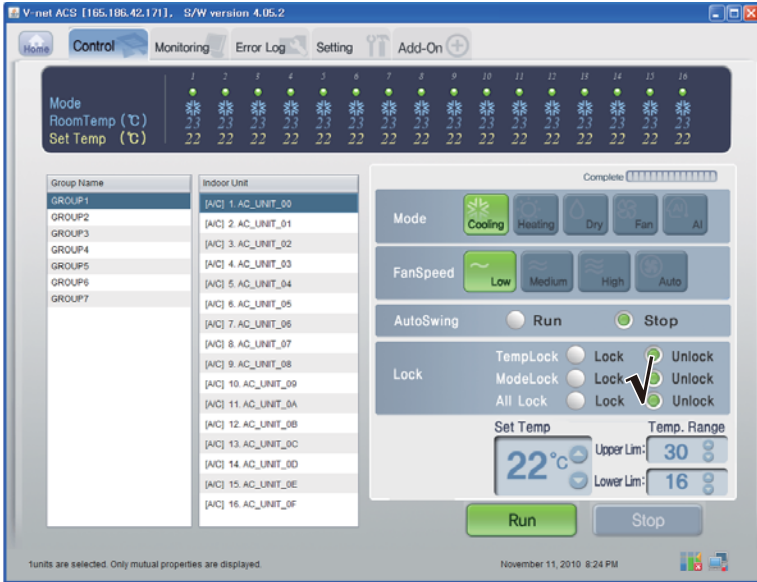 V-net ACS [165.186.42.171], S/W version 4.05.2
Home Control Monitoring Error Log Setting Add-On
1 2 3 4 5 6 7 8 9 10 11 12 13 14 15 16
Mode
RoomTemp (℃) 23 23 23 23 23 23 23 23 23 23 23 23 23 23 23 23
Set Temp (℃) 22 22 22 22 22 22 22 22 22 22 22 22 22 22 22 22
Group Name
GROUP1
GROUP2
GROUP3
GROUP4
GROUP5
GROUP6
GROUP7
Indoor Unit
[A/C] 1. AC_UNIT_00
[A/C] 2. AC_UNIT_01
[A/C] 3. AC_UNIT_02
[A/C] 4. AC_UNIT_03
[A/C] 5. AC_UNIT_04
[A/C] 6. AC_UNIT_05
[A/C] 7. AC_UNIT_06
[A/C] 8. AC_UNIT_07
[A/C] 9. AC_UNIT_08
[A/C] 10. AC_UNIT_09
[A/C] 11. AC_UNIT_0A
[A/C] 12. AC_UNIT_0B
[A/C] 13. AC_UNIT_0C
[A/C] 14. AC_UNIT_0D
[A/C] 15. AC_UNIT_0E
[A/C] 16. AC_UNIT_0F
Complete
Mode Cooling Heating Dry Fan AI
FanSpeed Low Medium High Auto
AutoSwing Run Stop
Lock
TempLock Lock Unlock
ModeLock Lock Unlock
All Lock Lock Unlock
Set Temp Temp. Range
22°C
Upper Lim: 30
Lower Lim: 16
Run Stop
1units are selected. Only mutual properties are displayed. November 11, 2010 8:24 PM